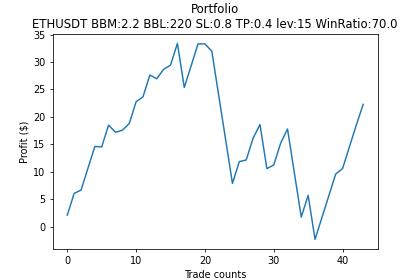 Portfolio
ETHUSDT BBM:2.2 BBL:220 SL:0.8 TP:0.4 lev:15 WinRatio:70.0
35
30
25
20
15
10
5
0
Profit ($)
0 10 20 30 40
Trade counts